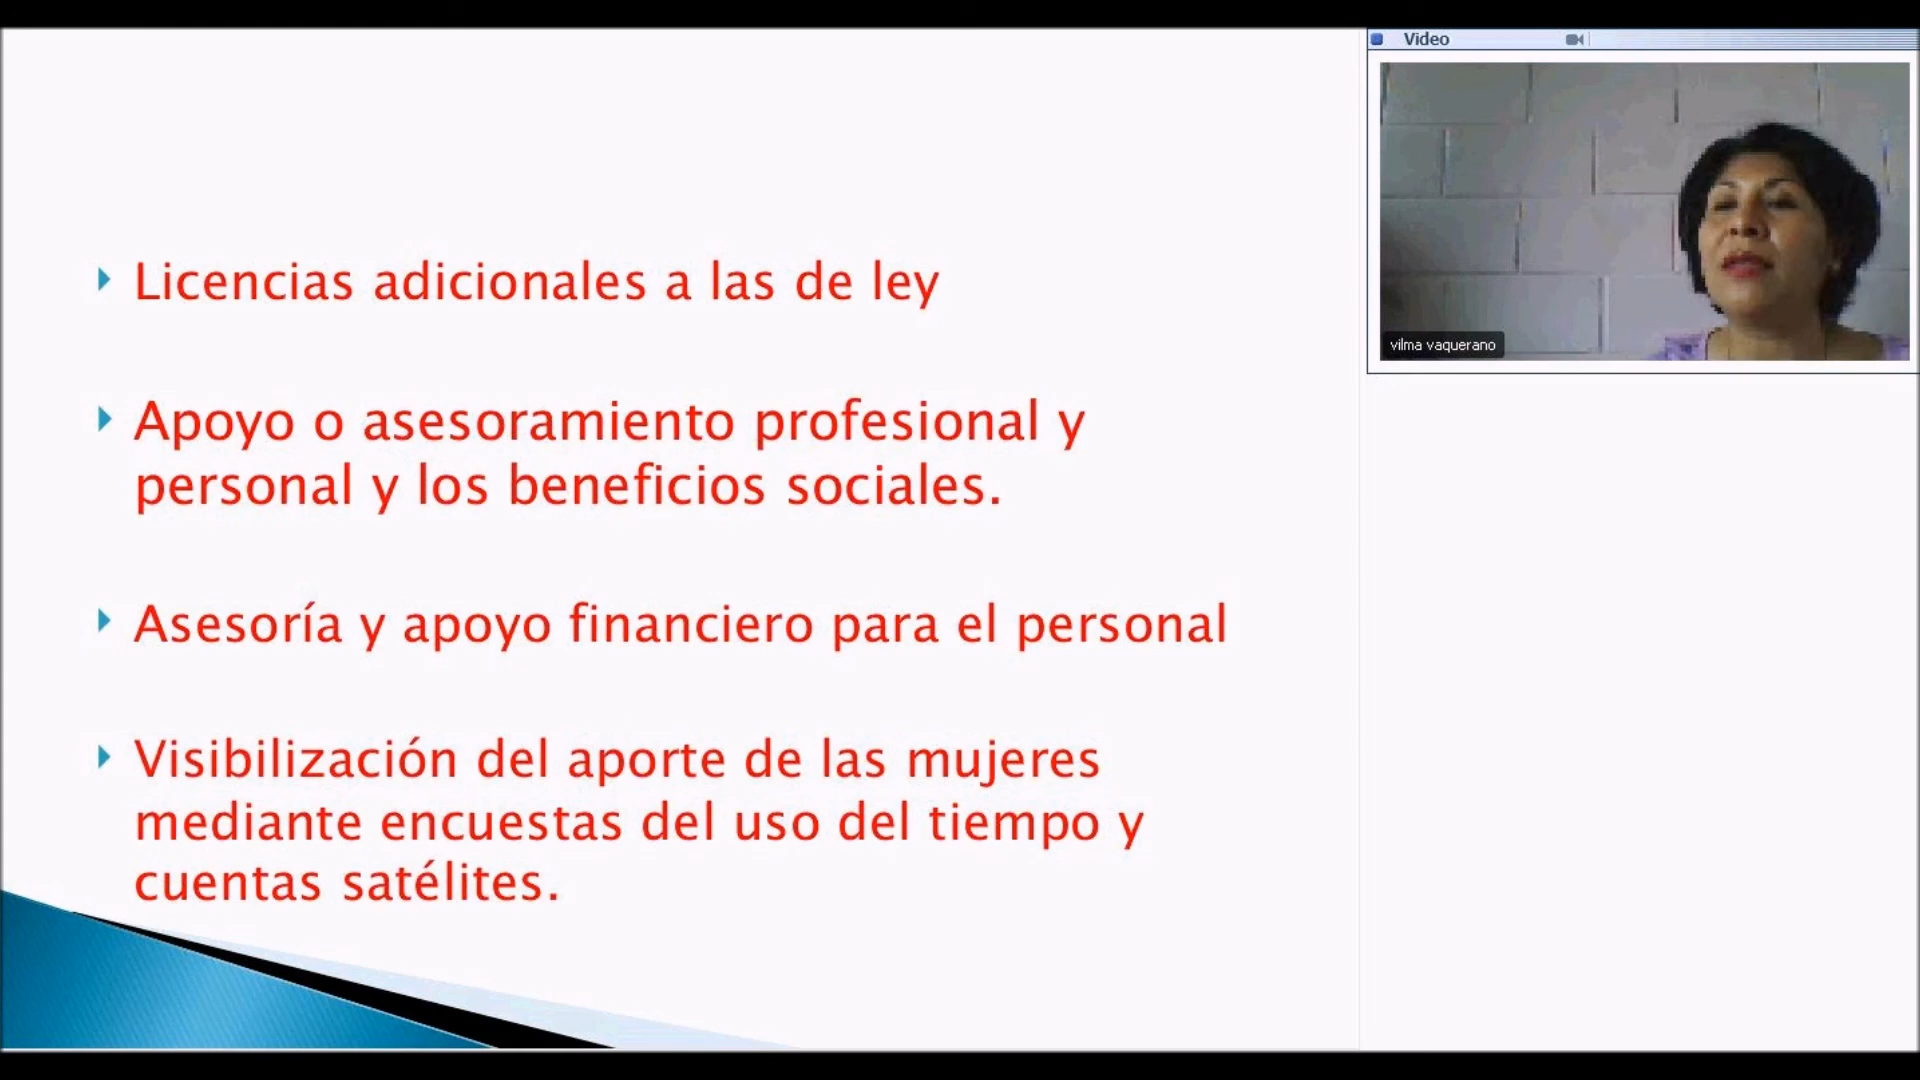 Video
Licencias adicionales a las de ley
vilma vaquerano
Apoyo o asesoramiento profesional y
personal y los beneficios sociales.
Asesoría y apoyo financiero para el personal
Visibilización del aporte de las mujeres
mediante encuestas del uso del tiempo y
cuentas satélites.